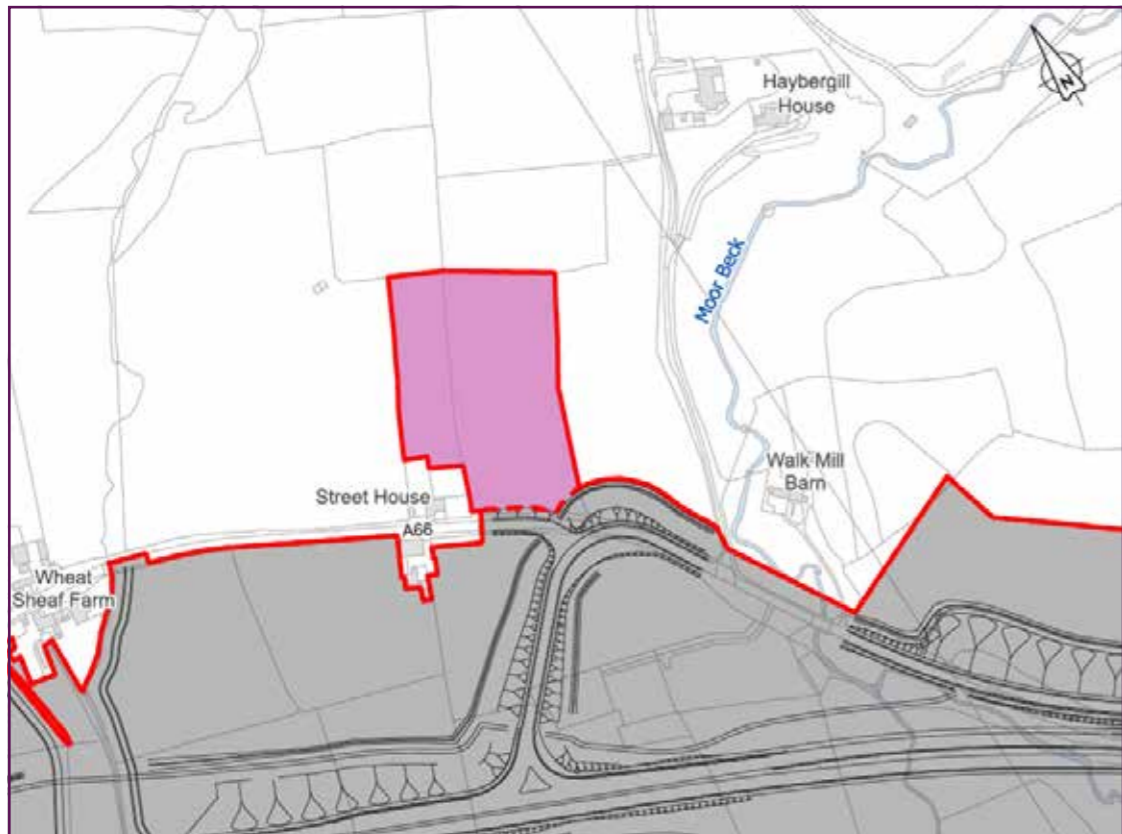 Haybergill
House
N
Moor Beck
Walk Mill
Barn
Street House
A66
Wheat
Sheaf Farm